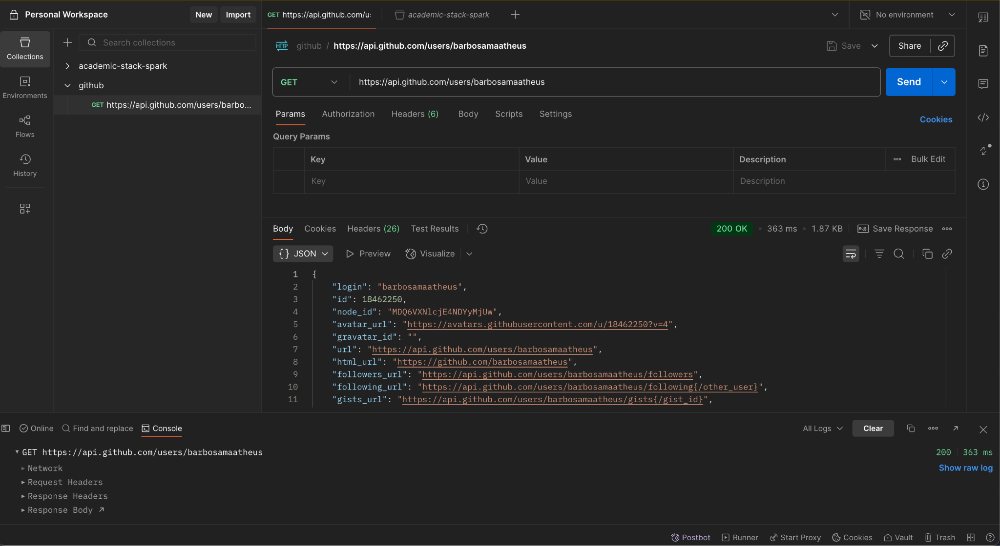 Personal Workspace
New
Import
GET https://api.github.com/u
academic-stack-spark
No environment
Collections
Environments
Flows
History
Search collections
academic-stack-spark
github
GET https://api.github.com/users/barbo...
HTTP github / https://api.github.com/users/barbosamaatheus
Save
Share
GET https://api.github.com/users/barbosamaatheus
Send
Params Authorization Headers (6) Body Scripts Settings
Cookies
Query Params
Key Value Description Bulk Edit
Key Value Description
Body Cookies Headers (26) Test Results
200 OK • 363 ms • 1.87 KB e.g. Save Response
{} JSON Preview Visualize
1 {
2 "login": "barbosamaatheus",
3 "id": 18462250,
4 "node_id": "MDQ6VXNlcjE4NDYyMjUw",
5 "avatar_url": "https://avatars.githubusercontent.com/u/18462250?v=4",
6 "gravatar_id": "",
7 "url": "https://api.github.com/users/barbosamaatheus",
8 "html_url": "https://github.com/barbosamaatheus",
9 "followers_url": "https://api.github.com/users/barbosamaatheus/followers",
10 "following_url": "https://api.github.com/users/barbosamaatheus/following{/other_user}",
11 "gists_url": "https://api.github.com/users/barbosamaatheus/gists{/gist_id}",
Online Find and replace Console
All Logs Clear
GET https://api.github.com/users/barbosamaatheus
200 363 ms
Network
Show raw log
Request Headers
Response Headers
Response Body
Postbot Runner Start Proxy Cookies Vault Trash